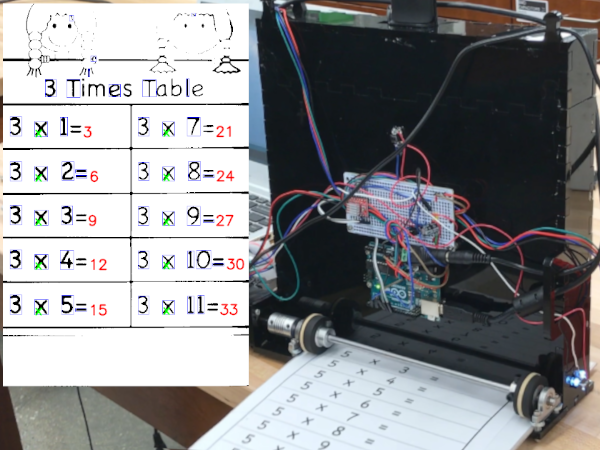 3 Times Table
3 x 1=3 3 x 7=21
3 x 2=6 3 x 8=24
3 x 3=9 3 x 9=27
3 x 4=12 3 x 10=30
3 x 5=15 3 x 11=33
5 x 3 =
5 x 4 =
5 x 5 =
5 x 6 =
5 x 7 =
5 x 8 =
5 x 9 =